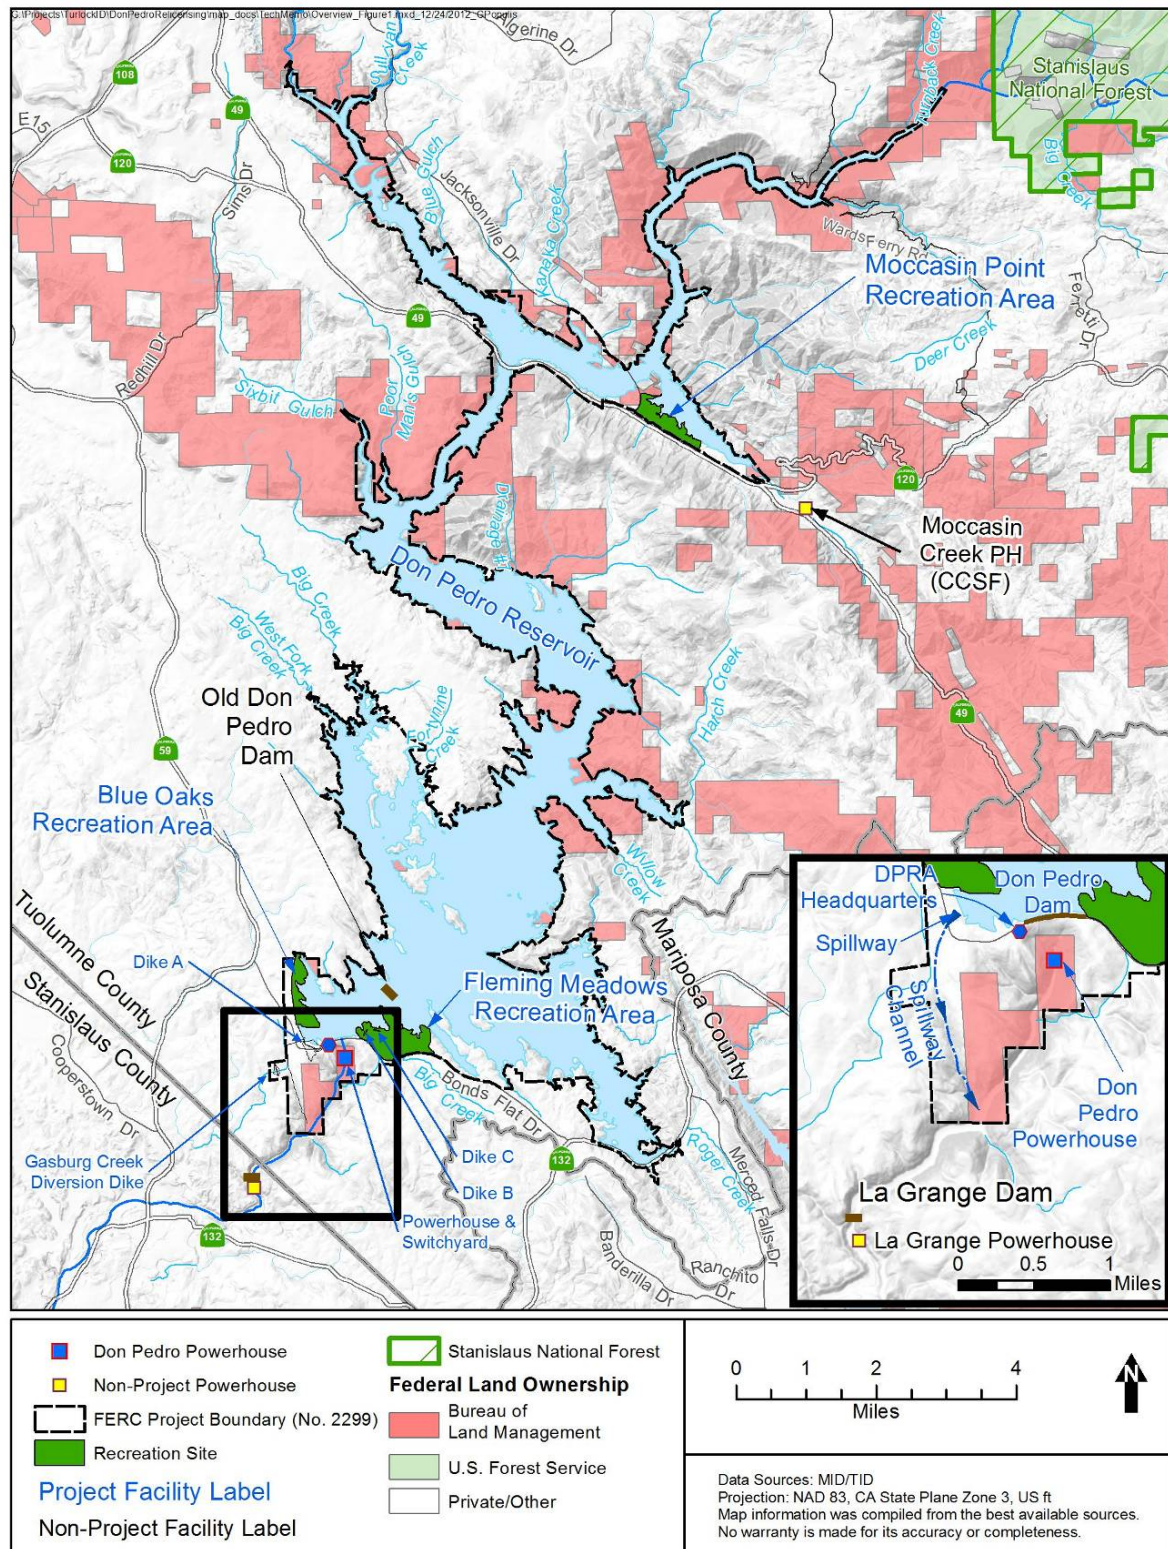 G:\Projects\TurlockID\DonPedroRelicensing\map_docs\TechMemo\Overview_Figure1.mxd_12/24/2012_GPonglis
Algerine Dr
Sullivan
Creek
Turnback Creek
Stanislaus
National Forest
108
49
E15
120
Sims Dr
Blue Gulch
Jacksonville Dr
Kanaka Creek
Big
Creek
Wards Ferry Rd
Moccasin Point
Recreation Area
Ferretti Dr
49
Deer Creek
Redhill Dr
Sixbit Gulch
Poor
Man's Gulch
120
Drainage #1
Moccasin
Creek PH
(CCSF)
Don Pedro Reservoir
Big Creek
West Fork
Big Creek
Hatch Creek
Old Don
Pedro
Dam
Fortynine
Creek
49
59
Blue Oaks
Recreation Area
Willow
Creek
Tuolumne County
Stanislaus County
Mariposa County
Dike A
Fleming Meadows
Recreation Area
Cooperstown Dr
Bonds Flat Dr
Big Creek
Gasburg Creek
Diversion Dike
Dike C
Dike B
132
Roger Creek
Merced Falls Dr
Powerhouse &
Switchyard
132
Banderilla Dr
Ranchito
Dr
DPRA
Headquarters
Don Pedro
Dam
Spillway
Spillway
Channel
Don
Pedro
Powerhouse
La Grange Dam
La Grange Powerhouse
0 0.5 1
Miles
Don Pedro Powerhouse
Non-Project Powerhouse
FERC Project Boundary (No. 2299)
Recreation Site
Project Facility Label
Non-Project Facility Label
Stanislaus National Forest
Federal Land Ownership
Bureau of
Land Management
U.S. Forest Service
Private/Other
0 1 2 4
Miles
N
Data Sources: MID/TID
Projection: NAD 83, CA State Plane Zone 3, US ft
Map information was compiled from the best available sources.
No warranty is made for its accuracy or completeness.